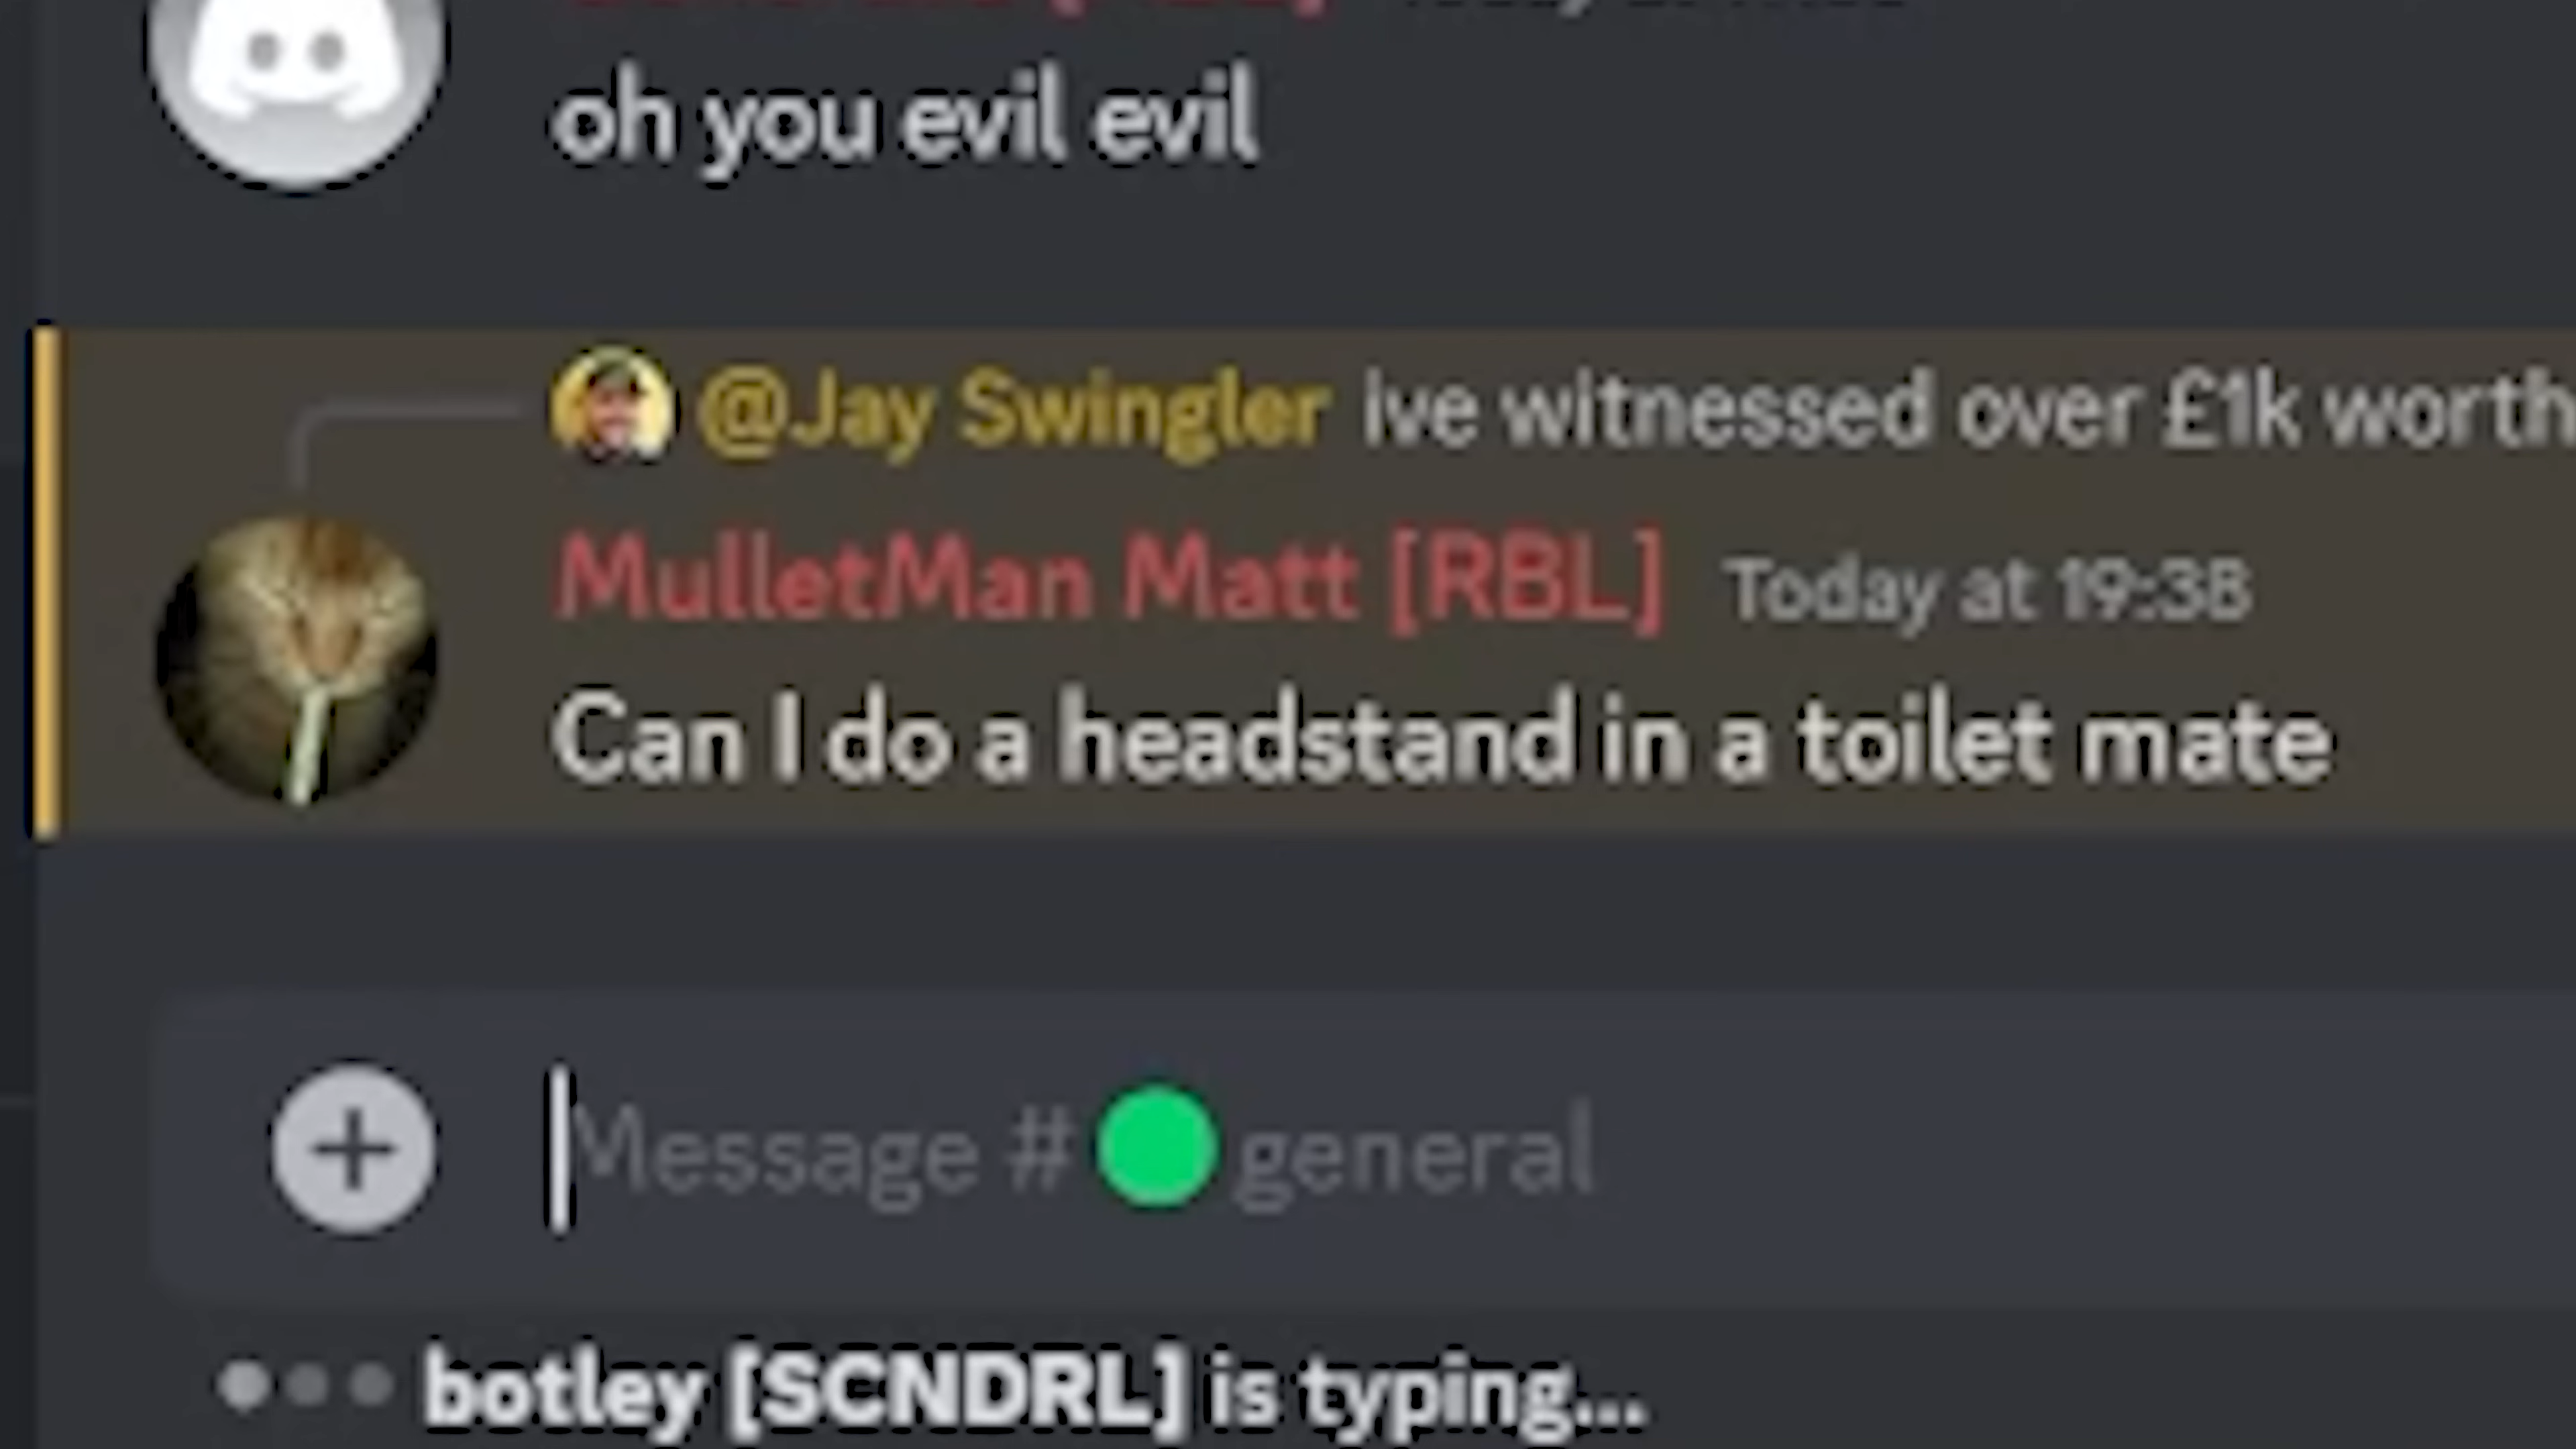 oh you evil evil
@Jay Swingler ive witnessed over £1k worth
MulletMan Matt [RBL] Today at 19:38
Can I do a headstand in a toilet mate
Message # general
botley [SCNDRL] is typing...